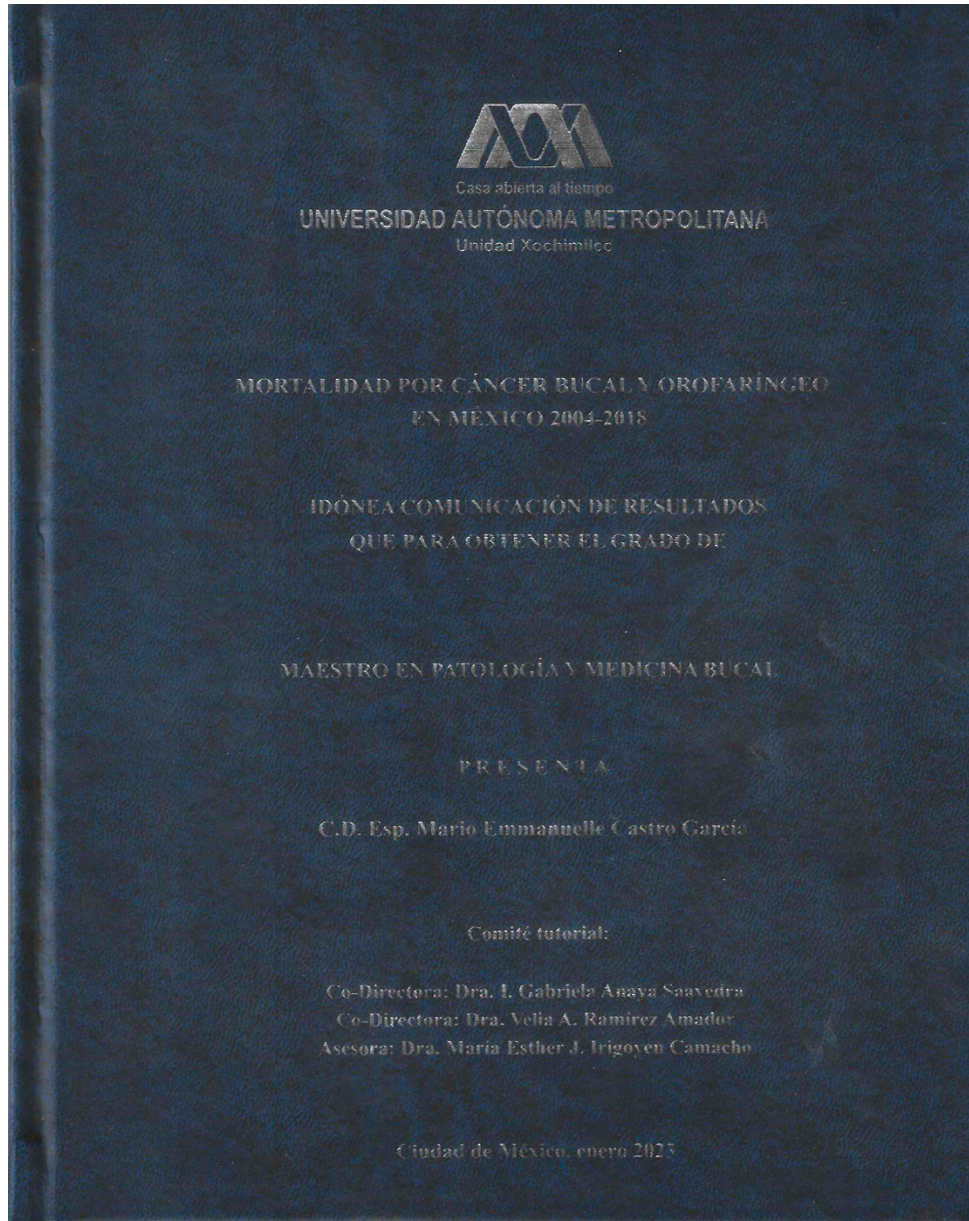 Casa abierta al tiempo
UNIVERSIDAD AUTÓNOMA METROPOLITANA
Unidad Xochimilco
MORTALIDAD POR CÁNCER BUCAL Y OROFARÍNGEO
EN MÉXICO 2004-2018
IDÓNEA COMUNICACIÓN DE RESULTADOS
QUE PARA OBTENER EL GRADO DE
MAESTRO EN PATOLOGÍA Y MEDICINA BUCAL
P R E S E N T A
C.D. Esp. Mario Emmanuelle Castro García
Comité tutorial:
Co-Directora: Dra. I. Gabriela Anaya Saavedra
Co-Directora: Dra. Velia A. Ramírez Amador
Asesora: Dra. María Esther J. Irigoyen Camacho
Ciudad de México, enero 2023